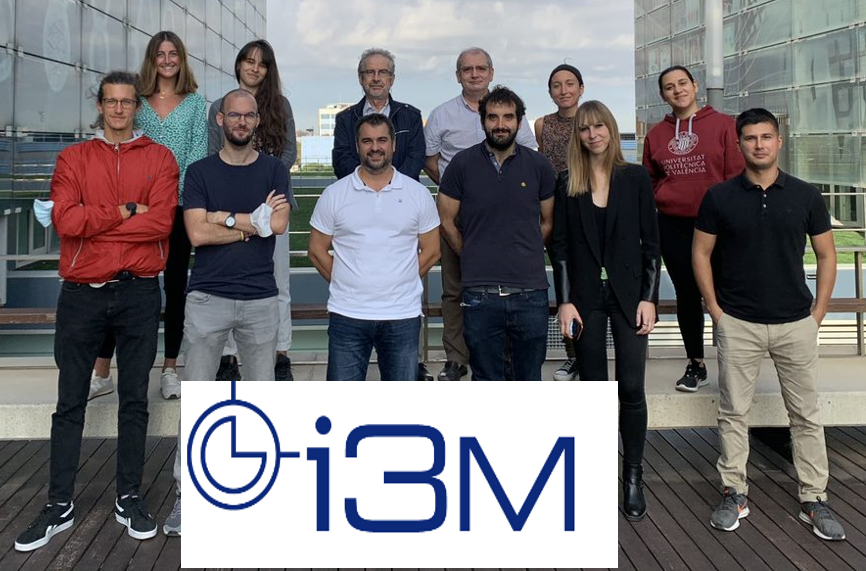 UNIVERSITAT
POLITÈCNICA
DE VALÈNCIA
i3M